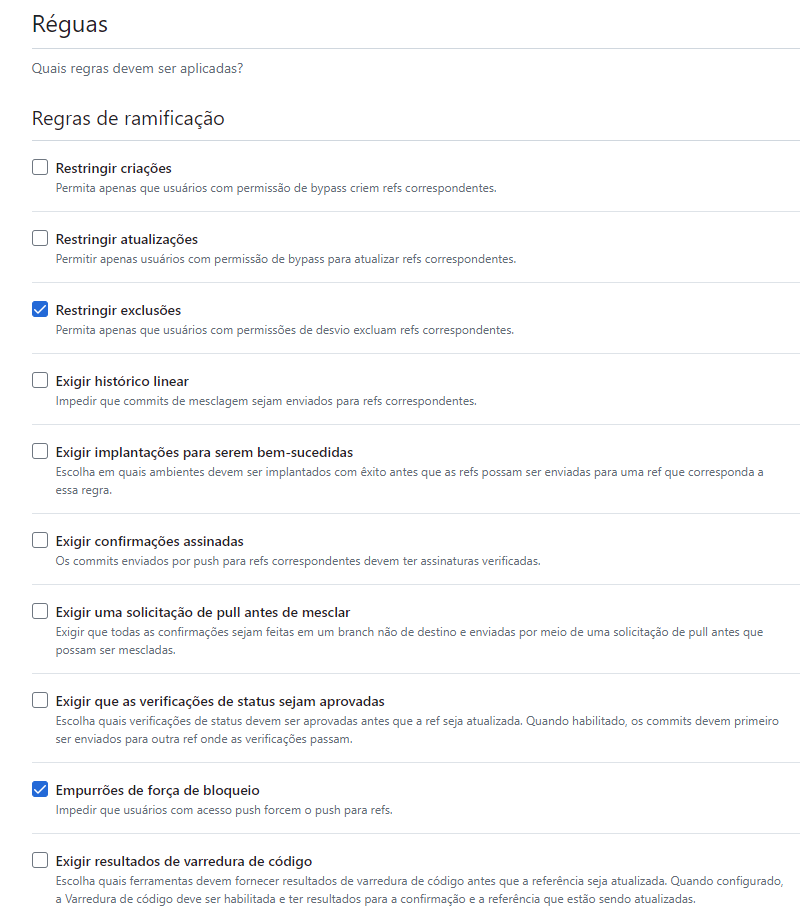 Réguas
Quais regras devem ser aplicadas?
Regras de ramificação
Restringir criações
Permita apenas que usuários com permissão de bypass criem refs correspondentes.
Restringir atualizações
Permitir apenas usuários com permissão de bypass para atualizar refs correspondentes.
Restringir exclusões
Permita apenas que usuários com permissões de desvio excluam refs correspondentes.
Exigir histórico linear
Impedir que commits de mesclagem sejam enviados para refs correspondentes.
Exigir implantações para serem bem-sucedidas
Escolha em quais ambientes devem ser implantados com êxito antes que as refs possam ser enviadas para uma ref que corresponda a
essa regra.
Exigir confirmações assinadas
Os commits enviados por push para refs correspondentes devem ter assinaturas verificadas.
Exigir uma solicitação de pull antes de mesclar
Exigir que todas as confirmações sejam feitas em um branch não de destino e enviadas por meio de uma solicitação de pull antes que
possam ser mescladas.
Exigir que as verificações de status sejam aprovadas
Escolha quais verificações de status devem ser aprovadas antes que a ref seja atualizada. Quando habilitado, os commits devem primeiro
ser enviados para outra ref onde as verificações passam.
Empurrões de força de bloqueio
Impedir que usuários com acesso push forcem o push para refs.
Exigir resultados de varredura de código
Escolha quais ferramentas devem fornecer resultados de varredura de código antes que a referência seja atualizada. Quando configurado,
a Varredura de código deve ser habilitada e ter resultados para a confirmação e a referência que estão sendo atualizadas.